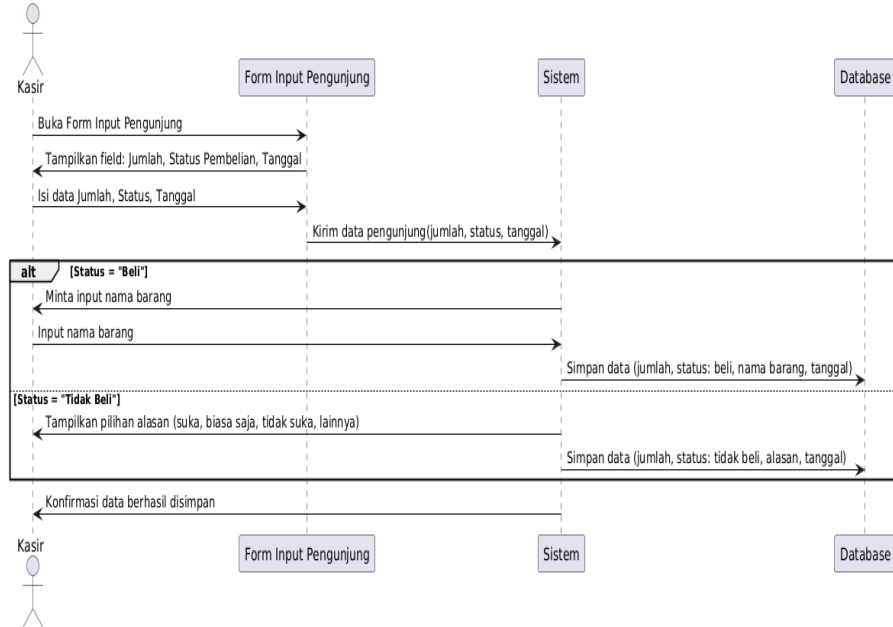 Kasir
Form Input Pengunjung
Sistem
Database
Buka Form Input Pengunjung
Tampilkan field: Jumlah, Status Pembelian, Tanggal
Isi data Jumlah, Status, Tanggal
Kirim data pengunjung(jumlah, status, tanggal)
alt
[Status = "Beli"]
Minta input nama barang
Input nama barang
Simpan data (jumlah, status: beli, nama barang, tanggal)
[Status = "Tidak Beli"]
Tampilkan pilihan alasan (suka, biasa saja, tidak suka, lainnya)
Simpan data (jumlah, status: tidak beli, alasan, tanggal)
Konfirmasi data berhasil disimpan
Kasir
Form Input Pengunjung
Sistem
Database